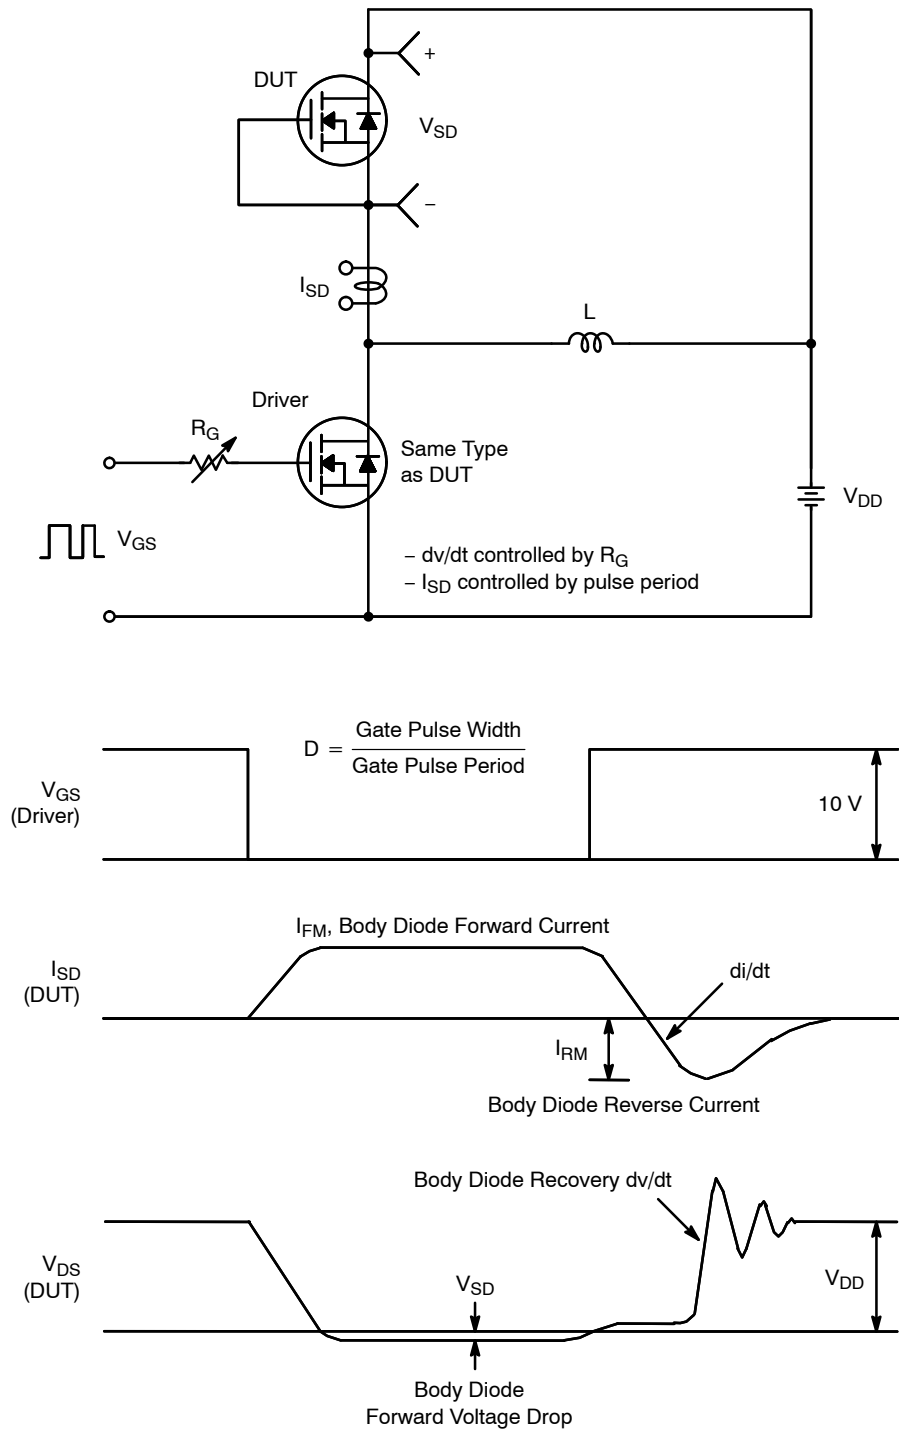 +
DUT
V_SD
−
I_SD
L
Driver
R_G
Same Type
as DUT
V_DD
V_GS
− dv/dt controlled by R_G
− I_SD controlled by pulse period
D = Gate Pulse Width
Gate Pulse Period
V_GS
(Driver)
10 V
I_FM, Body Diode Forward Current
I_SD
(DUT)
di/dt
I_RM
Body Diode Reverse Current
Body Diode Recovery dv/dt
V_DS
(DUT)
V_SD
V_DD
Body Diode
Forward Voltage Drop